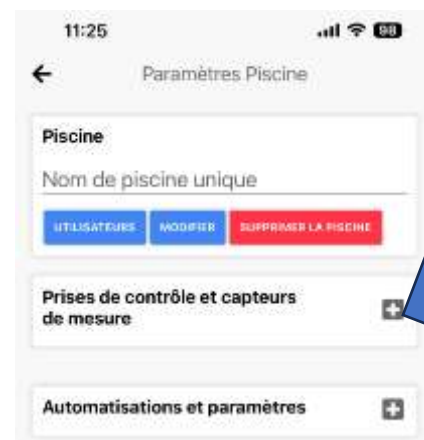 11:25 98
Paramètres Piscine
Piscine
Nom de piscine unique
UTILISATEURS MODIFIER SUPPRIMER LA PISCINE
Prises de contrôle et capteurs
de mesure
Automatisations et paramètres